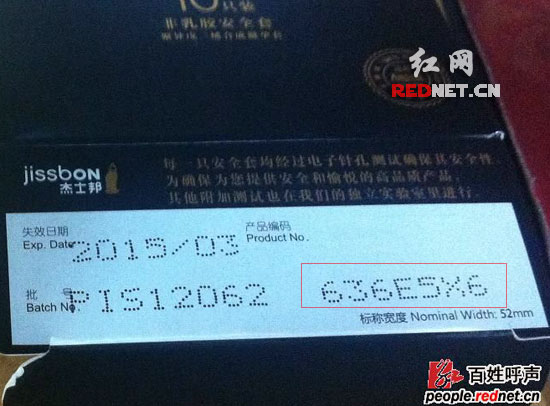 10只装
非乳胶安全套
红网
REDNET.CN
jissbon
杰士邦
每一只安全套均经过电子针孔测试确保其安全性
为确保为您提供安全和愉悦的高品质产品,
其他附加测试也在我们的独立实验室里进行.
失效日期
Exp. Date
2015/03
产品编码
Product No.
批号
Batch No.
PIS12062
636E5X6
标称宽度 Nominal Width: 52mm
百姓呼声
people.rednet.cn